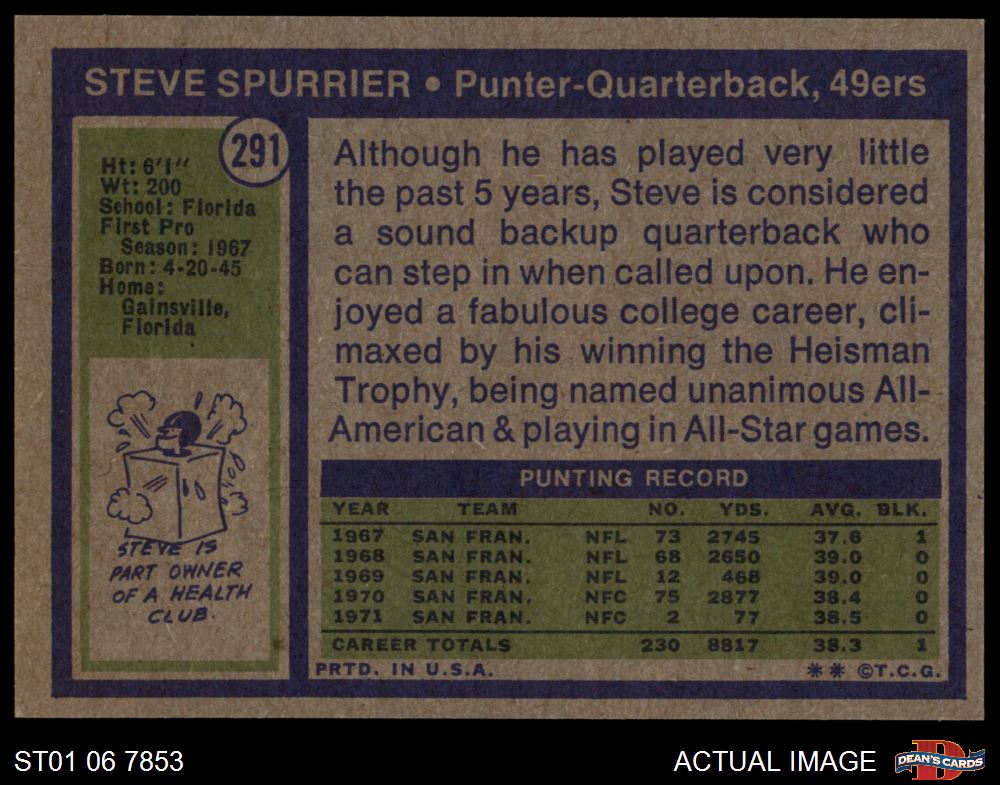 STEVE SPURRIER • Punter-Quarterback, 49ers
291
Ht: 6'1"
Wt: 200
School: Florida
First Pro
Season: 1967
Born: 4-20-45
Home:
Gainsville,
Florida
STEVE IS
PART OWNER
OF A HEALTH
CLUB.
Although he has played very little
the past 5 years, Steve is considered
a sound backup quarterback who
can step in when called upon. He en-
joyed a fabulous college career, cli-
maxed by his winning the Heisman
Trophy, being named unanimous All-
American & playing in All-Star games.
PUNTING RECORD
YEAR TEAM NO. YDS. AVG. BLK.
1967 SAN FRAN. NFL 73 2745 37.6 1
1968 SAN FRAN. NFL 68 2650 39.0 0
1969 SAN FRAN. NFL 12 468 39.0 0
1970 SAN FRAN. NFC 75 2877 38.4 0
1971 SAN FRAN. NFC 2 77 38.5 0
CAREER TOTALS 230 8817 38.3 1
PRTD. IN U.S.A. ** ©T.C.G.
ST01 06 7853 ACTUAL IMAGE DEAN'S CARDS